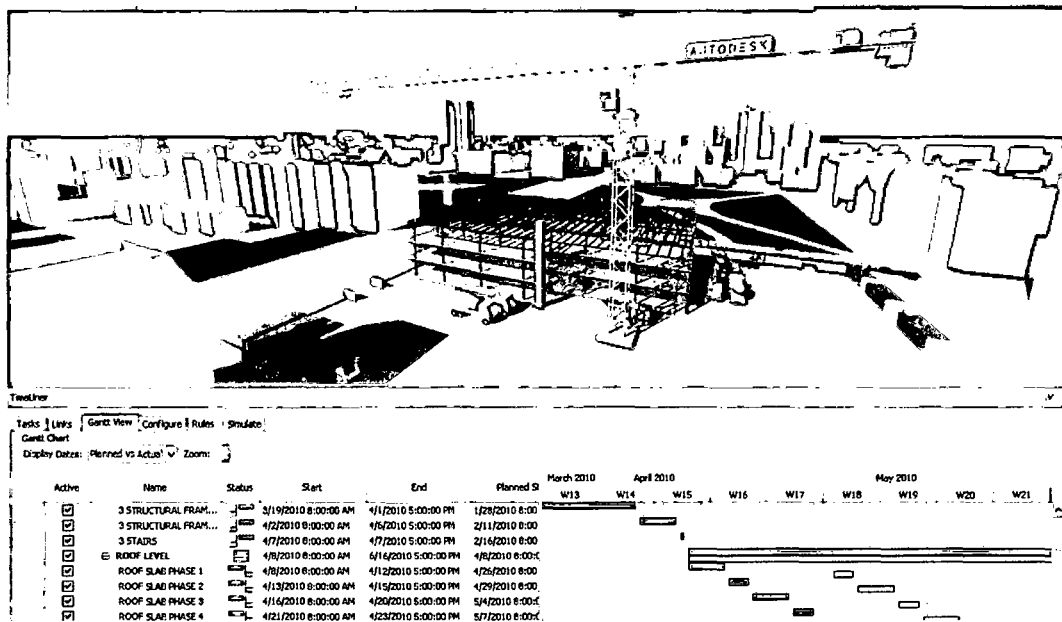 AUTODESK
TimeLiner
Tasks Links Gantt View Configure Rules Simulate
Gantt Chart
Display Dates: Planned vs Actual Zoom:
March 2010 April 2010 May 2010
Active Name Status Start End Planned St W13 W14 W15 W16 W17 W18 W19 W20 W21
3 STRUCTURAL FRAM... 3/19/2010 8:00:00 AM 4/1/2010 5:00:00 PM 1/28/2010 8:00
3 STRUCTURAL FRAM... 4/2/2010 8:00:00 AM 4/6/2010 5:00:00 PM 2/11/2010 8:00
3 STAIRS 4/7/2010 8:00:00 AM 4/7/2010 5:00:00 PM 2/16/2010 8:00
ROOF LEVEL 4/8/2010 8:00:00 AM 6/16/2010 5:00:00 PM 4/8/2010 8:00:0
ROOF SLAB PHASE 1 4/8/2010 8:00:00 AM 4/12/2010 5:00:00 PM 4/26/2010 8:00
ROOF SLAB PHASE 2 4/13/2010 8:00:00 AM 4/15/2010 5:00:00 PM 4/29/2010 8:00
ROOF SLAB PHASE 3 4/16/2010 8:00:00 AM 4/20/2010 5:00:00 PM 5/4/2010 8:00:0
ROOF SLAB PHASE 4 4/21/2010 8:00:00 AM 4/23/2010 5:00:00 PM 5/7/2010 8:00:0